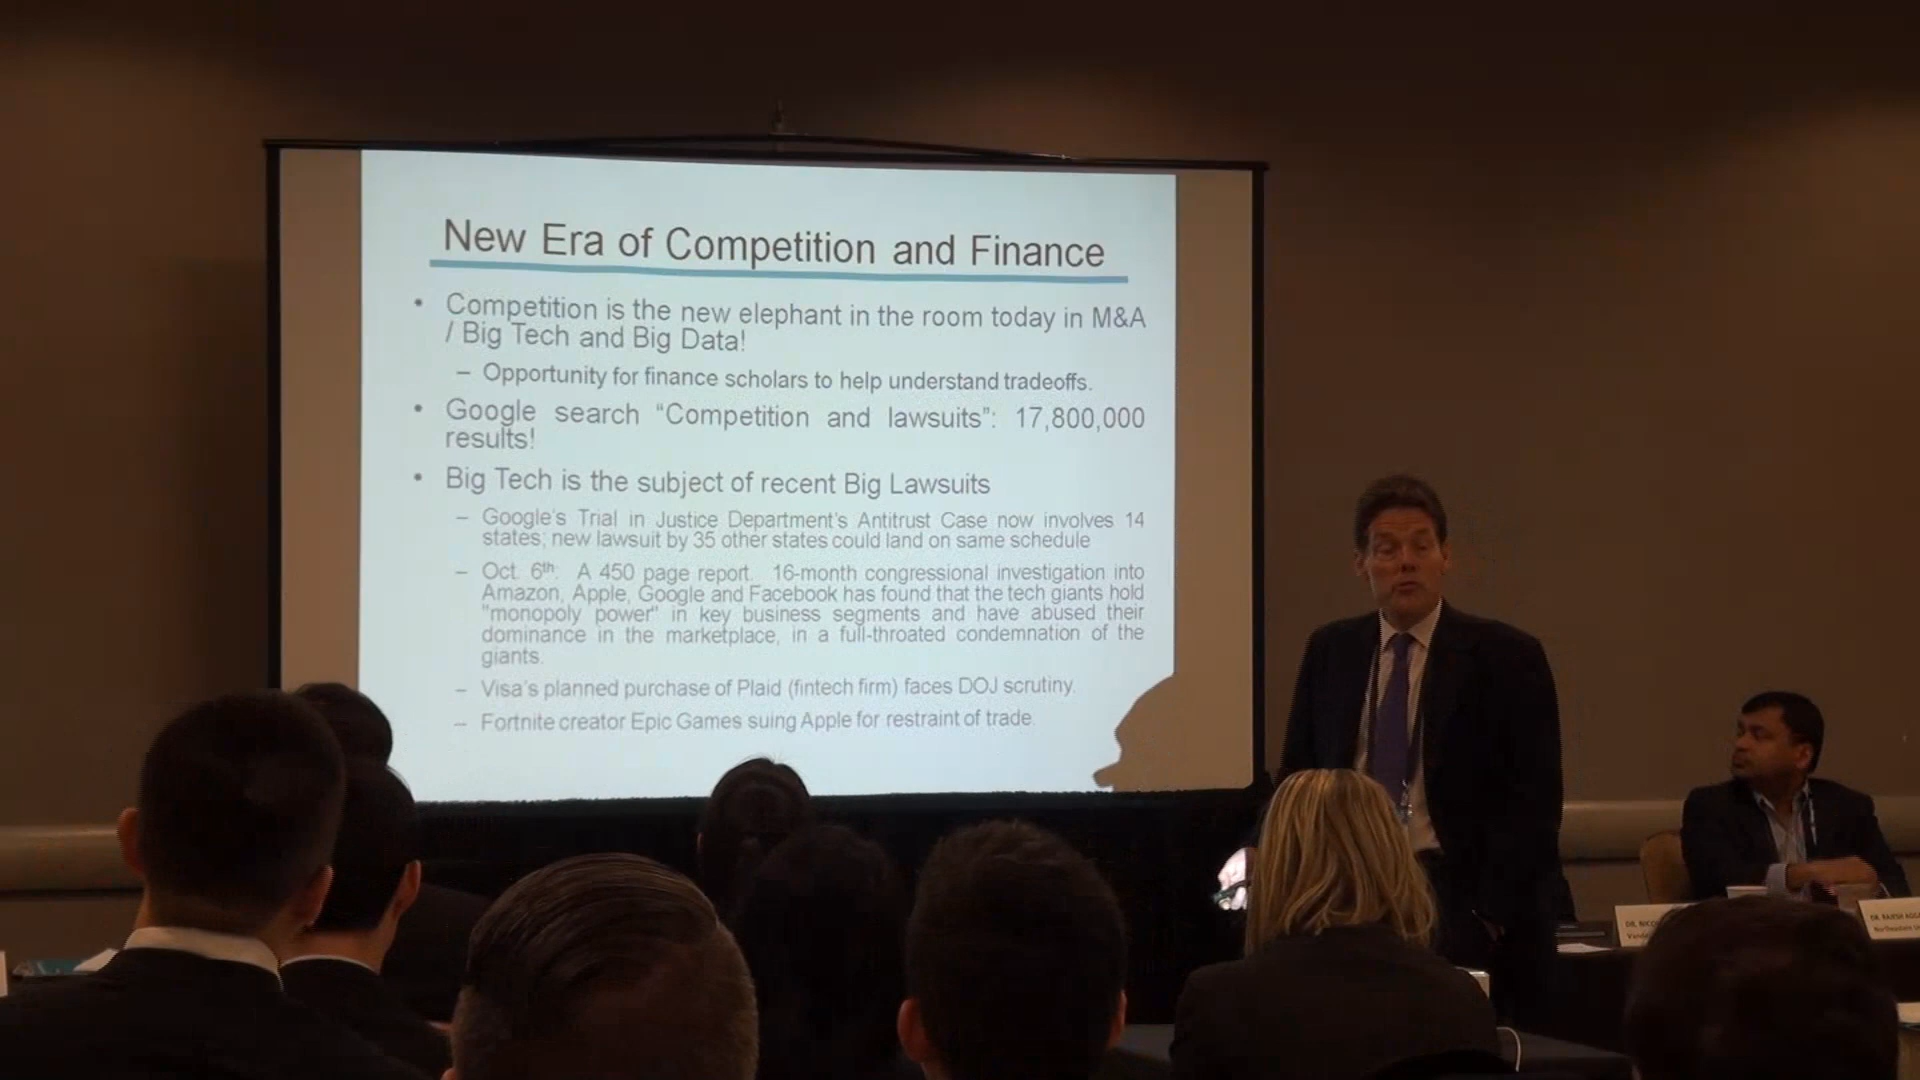 New Era of Competition and Finance
• Competition is the new elephant in the room today in M&A
/ Big Tech and Big Data!
– Opportunity for finance scholars to help understand tradeoffs.
• Google search “Competition and lawsuits”: 17,800,000
results!
• Big Tech is the subject of recent Big Lawsuits
– Google’s Trial in Justice Department’s Antitrust Case now involves 14
states; new lawsuit by 35 other states could land on same schedule
– Oct. 6th: A 450 page report. 16-month congressional investigation into
Amazon, Apple, Google and Facebook has found that the tech giants hold
"monopoly power" in key business segments and have abused their
dominance in the marketplace, in a full-throated condemnation of the
giants.
– Visa’s planned purchase of Plaid (fintech firm) faces DOJ scrutiny.
– Fortnite creator Epic Games suing Apple for restraint of trade.
DR.
DR. RAJESH